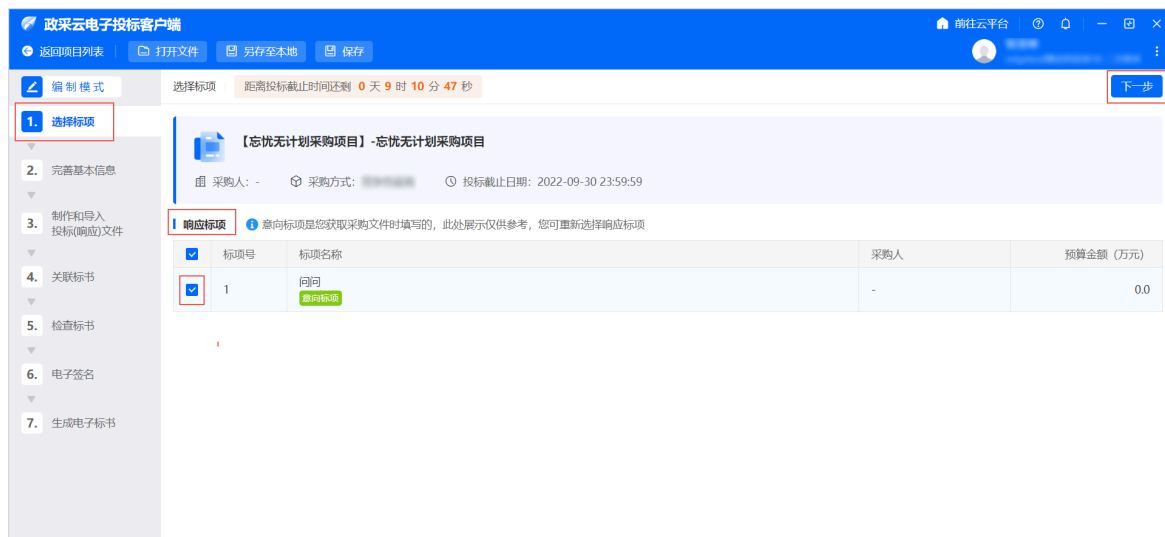 政采云电子投标客户端
前往云平台
返回项目列表 打开文件 另存至本地 保存
编制模式
选择标项 距离投标截止时间还剩 0 天 9 时 10 分 47 秒 下一步
1. 选择标项
【忘忧无计划采购项目】-忘忧无计划采购项目
采购人: - 采购方式: 投标截止日期: 2022-09-30 23:59:59
2. 完善基本信息
3. 制作和导入
投标(响应)文件
响应标项 意向标项是您获取采购文件时填写的, 此处展示仅供参考, 您可重新选择响应标项
标项号 标项名称 采购人 预算金额 (万元)
1 问问 - 0.0
意向标项
4. 关联标书
5. 检查标书
6. 电子签名
7. 生成电子标书